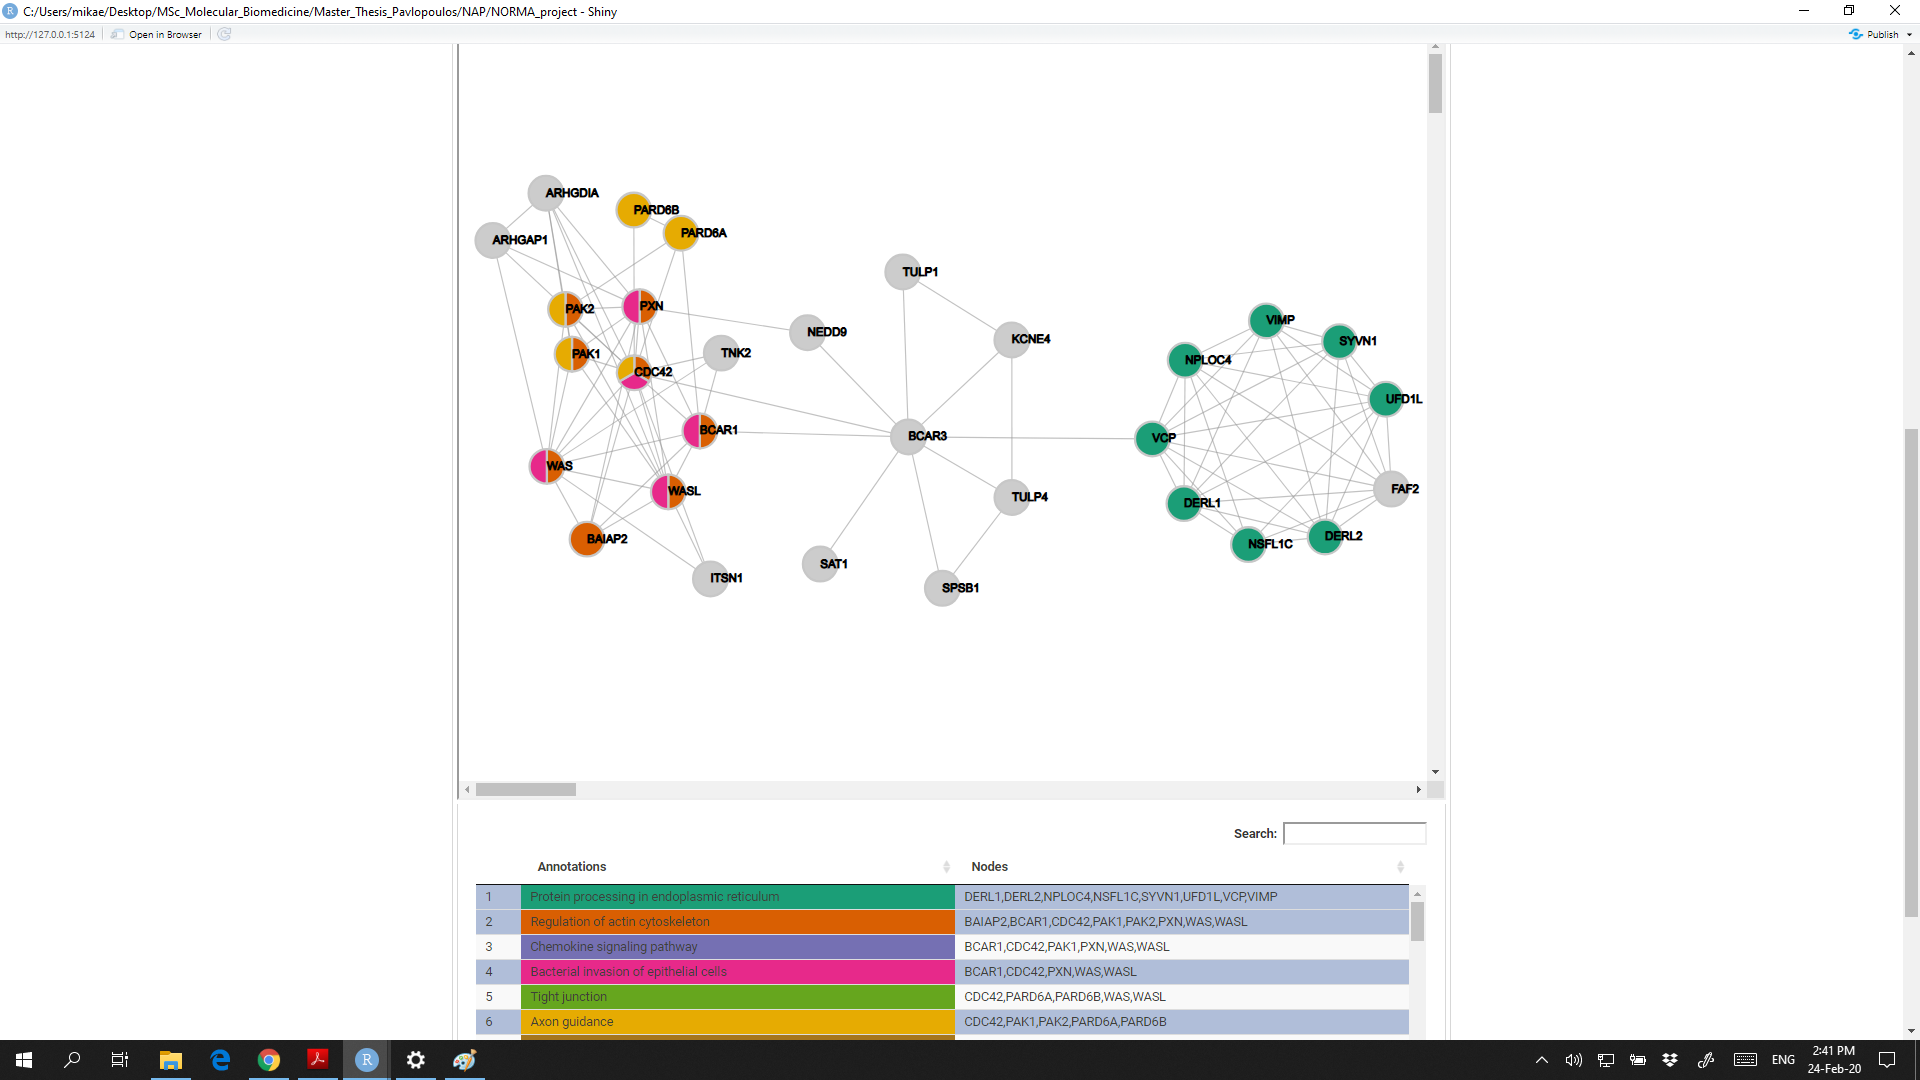 C:/Users/mikae/Desktop/MSc_Molecular_Biomedicine/Master_Thesis_Pavlopoulos/NAP/NORMA_project - Shiny
http://127.0.0.1:5124 Open in Browser Publish
ARHGDIA
PARD6B
PARD6A
ARHGAP1
TULP1
PAK2 PXN
VIMP
NEDD9
KCNE4
SYVN1
PAK1
TNK2
NPLOC4
CDC42
UFD1L
BCAR1
BCAR3
VCP
WAS
WASL
FAF2
TULP4
DERL1
BAIAP2
DERL2
NSFL1C
SAT1
ITSN1
SPSB1
Search:
Annotations Nodes
1 Protein processing in endoplasmic reticulum DERL1,DERL2,NPLOC4,NSFL1C,SYVN1,UFD1L,VCP,VIMP
2 Regulation of actin cytoskeleton BAIAP2,BCAR1,CDC42,PAK1,PAK2,PXN,WAS,WASL
3 Chemokine signaling pathway BCAR1,CDC42,PAK1,PXN,WAS,WASL
4 Bacterial invasion of epithelial cells BCAR1,CDC42,PXN,WAS,WASL
5 Tight junction CDC42,PARD6A,PARD6B,WAS,WASL
6 Axon guidance CDC42,PAK1,PAK2,PARD6A,PARD6B
ENG
2:41 PM
24-Feb-20